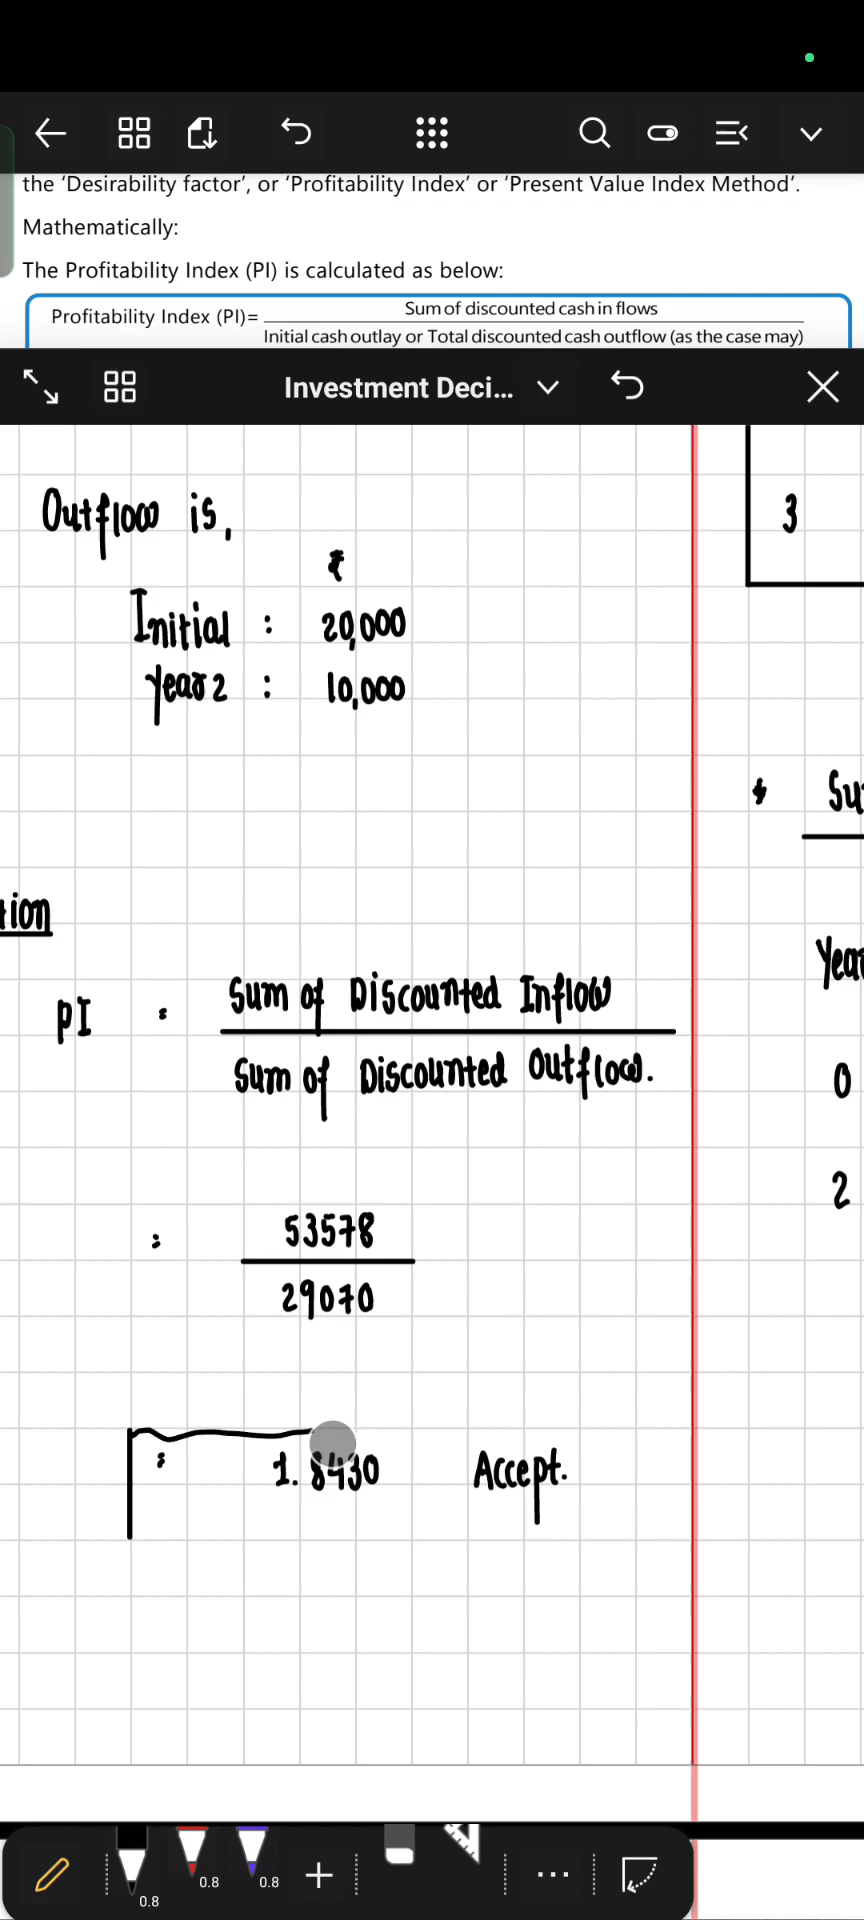 the ‘Desirability factor’, or ‘Profitability Index’ or ‘Present Value Index Method’.
Mathematically:
The Profitability Index (PI) is calculated as below:
Profitability Index (PI)= Sum of discounted cash in flows
Initial cash outlay or Total discounted cash outflow (as the case may)
Investment Deci...
Outflow is,
3
₹
Initial : 20,000
Year 2 : 10,000
Su
tion
Year
PI = Sum of Discounted Inflow
Sum of Discounted Outflow.
0
2
= 53578
29070
= 1.8430 Accept.
0.8 0.8 0.8